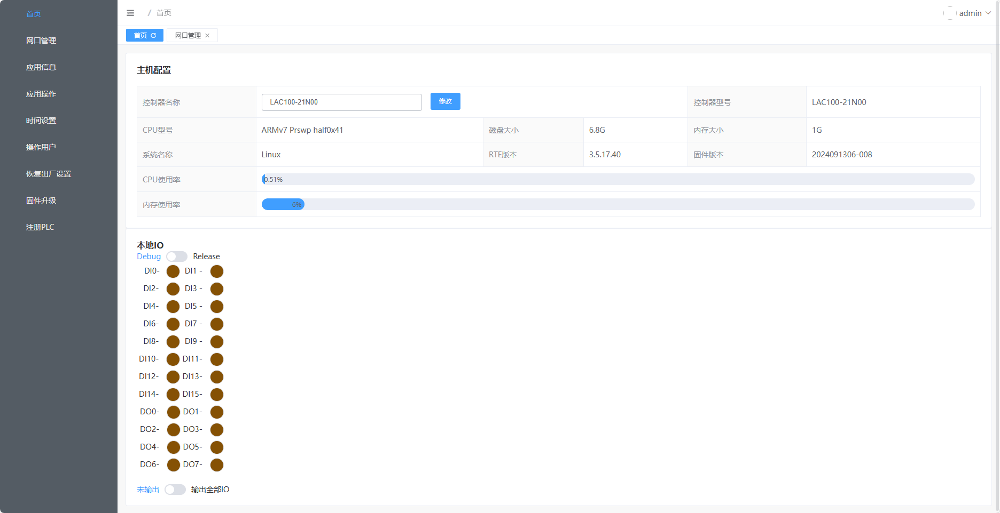 首页
网口管理
应用信息
应用操作
时间设置
操作用户
恢复出厂设置
固件升级
注册PLC
/ 首页
admin
首页 网口管理
主机配置
控制器名称 LAC100-21N00 修改 控制器型号 LAC100-21N00
CPU型号 ARMv7 Prswp half0x41 磁盘大小 6.8G 内存大小 1G
系统名称 Linux RTE版本 3.5.17.40 固件版本 2024091306-008
CPU使用率 0.51%
内存使用率 6%
本地IO
Debug Release
DI0- DI1 -
DI2- DI3 -
DI4- DI5 -
DI6- DI7 -
DI8- DI9 -
DI10- DI11-
DI12- DI13-
DI14- DI15-
DO0- DO1-
DO2- DO3-
DO4- DO5-
DO6- DO7-
未输出 输出全部IO